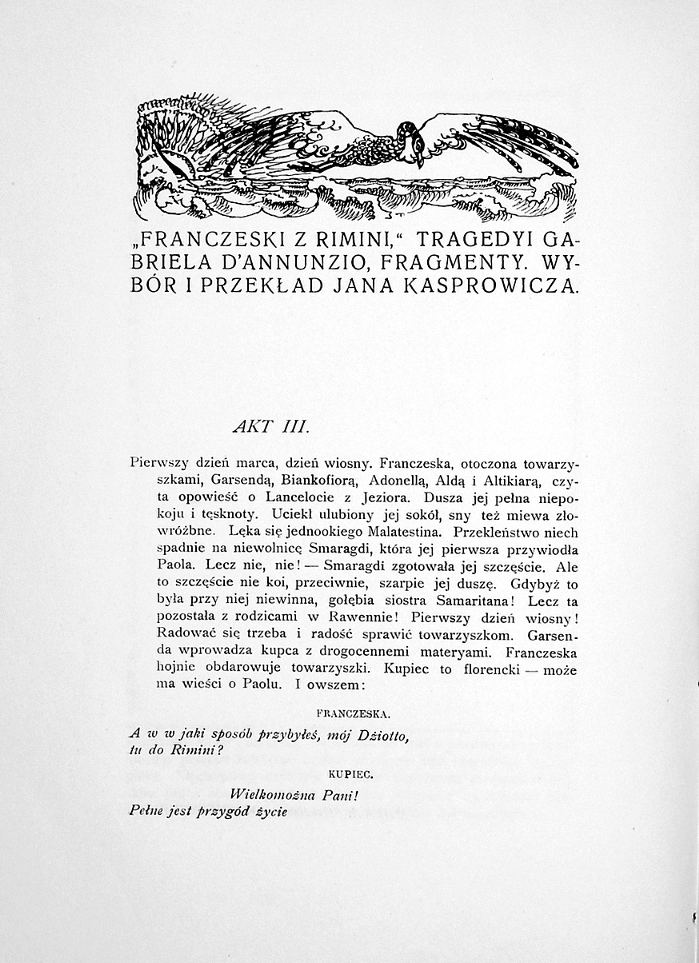 „FRANCZESKI Z RIMINI,“ TRAGEDYI GA-
BRIELA D'ANNUNZIO, FRAGMENTY. WY-
BÓR I PRZEKŁAD JANA KASPROWICZA.
AKT III.
Pierwszy dzień marca, dzień wiosny. Franczeska, otoczona towarzy-
szkami, Garsendą, Biankofiorą, Adonellą, Aldą i Altikiarą, czy-
ta opowieść o Lancelocie z Jeziora. Dusza jej pełna niepo-
koju i tęsknoty. Uciekł ulubiony jej sokół, sny też miewa zło-
wróżbne. Lęka się jednookiego Malatestina. Przekleństwo niech
spadnie na niewolnicę Smaragdi, która jej pierwsza przywiodła
Paola. Lecz nie, nie! — Smaragdi zgotowała jej szczęście. Ale
to szczęście nie koi, przeciwnie, szarpie jej duszę. Gdybyż to
była przy niej niewinna, gołębia siostra Samaritana! Lecz ta
pozostała z rodzicami w Rawennie! Pierwszy dzień wiosny!
Radować się trzeba i radość sprawić towarzyszkom. Garsen-
da wprowadza kupca z drogocennemi materyami. Franczeska
hojnie obdarowuje towarzyszki. Kupiec to florencki — może
ma wieści o Paolu. I owszem:
FRANCZESKA.
A w w jaki sposób przybyłeś, mój Dżiotto,
tu do Rimini?
KUPIEC.
Wielkomożna Pani!
Pełne jest przygód życie